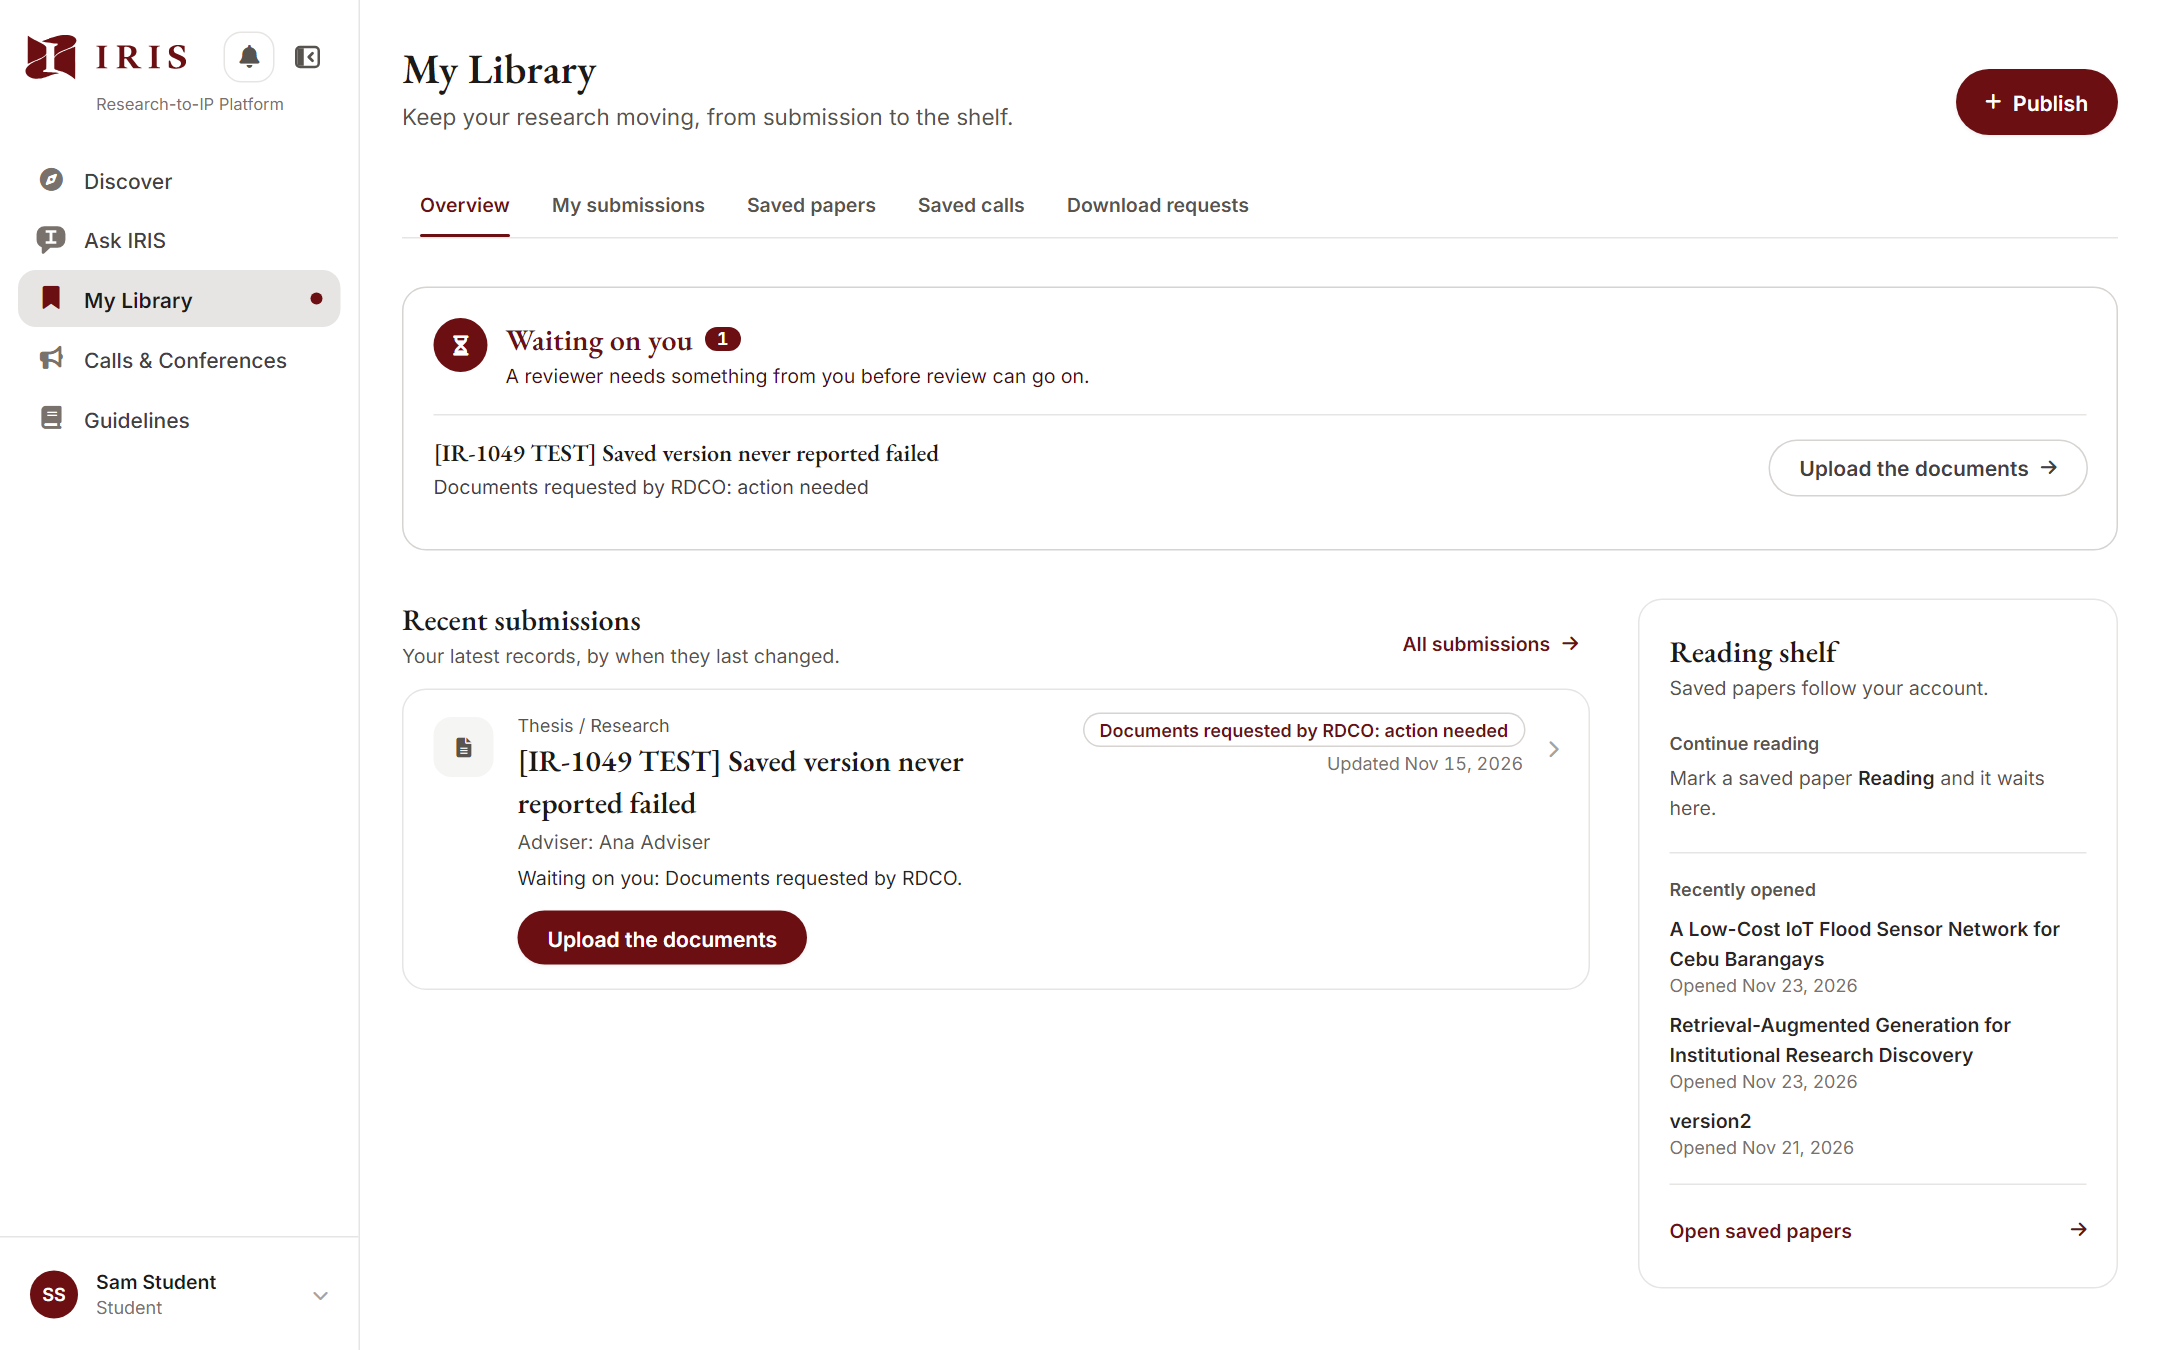 IRIS
Research-to-IP Platform
Discover
Ask IRIS
My Library
Calls & Conferences
Guidelines
SS
Sam Student
Student
My Library
Keep your research moving, from submission to the shelf.
+ Publish
Overview
My submissions
Saved papers
Saved calls
Download requests
Waiting on you 1
A reviewer needs something from you before review can go on.
[IR-1049 TEST] Saved version never reported failed
Documents requested by RDCO: action needed
Upload the documents →
Recent submissions
Your latest records, by when they last changed.
All submissions →
Thesis / Research
[IR-1049 TEST] Saved version never
reported failed
Adviser: Ana Adviser
Waiting on you: Documents requested by RDCO.
Upload the documents
Documents requested by RDCO: action needed
Updated Nov 15, 2026
Reading shelf
Saved papers follow your account.
Continue reading
Mark a saved paper Reading and it waits
here.
Recently opened
A Low-Cost IoT Flood Sensor Network for
Cebu Barangays
Opened Nov 23, 2026
Retrieval-Augmented Generation for
Institutional Research Discovery
Opened Nov 23, 2026
version2
Opened Nov 21, 2026
Open saved papers →